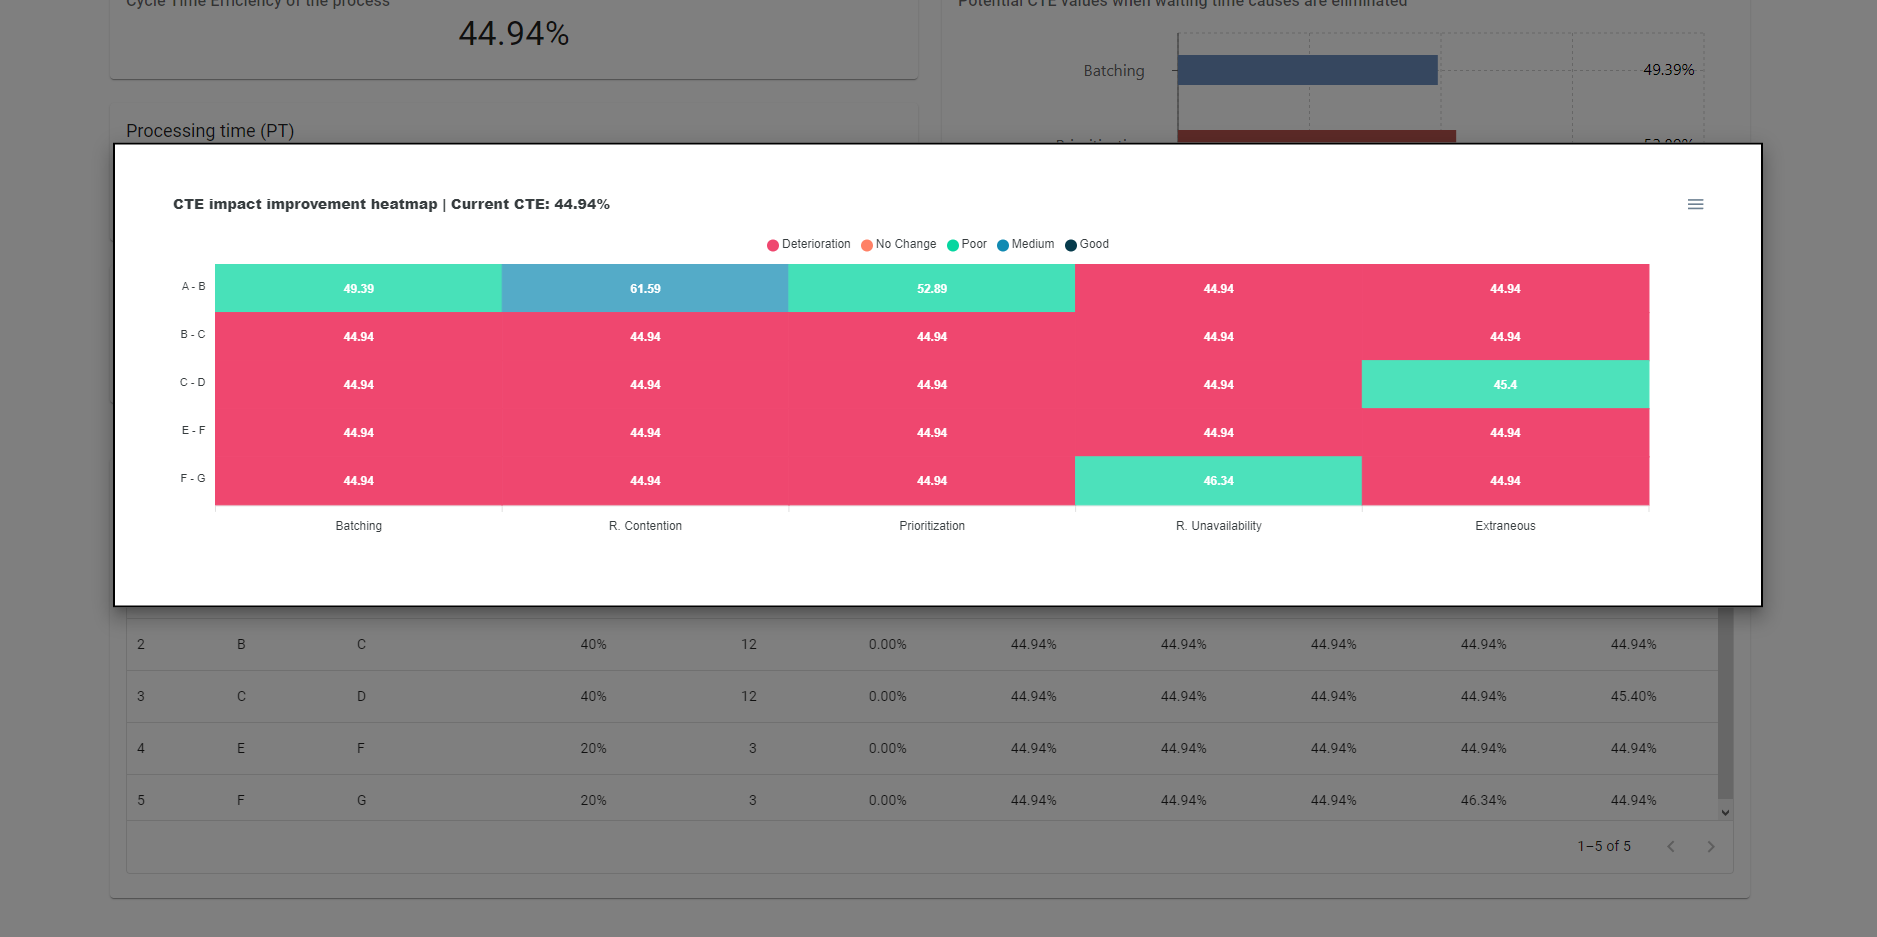 Cycle Time Efficiency of the process
44.94%
Potential CTE values when waiting time causes are eliminated
Batching
49.39%
Processing time (PT)
CTE impact improvement heatmap | Current CTE: 44.94%
Deterioration No Change Poor Medium Good
A - B 49.39 61.59 52.89 44.94 44.94
B - C 44.94 44.94 44.94 44.94 44.94
C - D 44.94 44.94 44.94 44.94 45.4
E - F 44.94 44.94 44.94 44.94 44.94
F - G 44.94 44.94 44.94 46.34 44.94
Batching R. Contention Prioritization R. Unavailability Extraneous
2 B C 40% 12 0.00% 44.94% 44.94% 44.94% 44.94% 44.94%
3 C D 40% 12 0.00% 44.94% 44.94% 44.94% 44.94% 45.40%
4 E F 20% 3 0.00% 44.94% 44.94% 44.94% 44.94% 44.94%
5 F G 20% 3 0.00% 44.94% 44.94% 44.94% 46.34% 44.94%
1–5 of 5